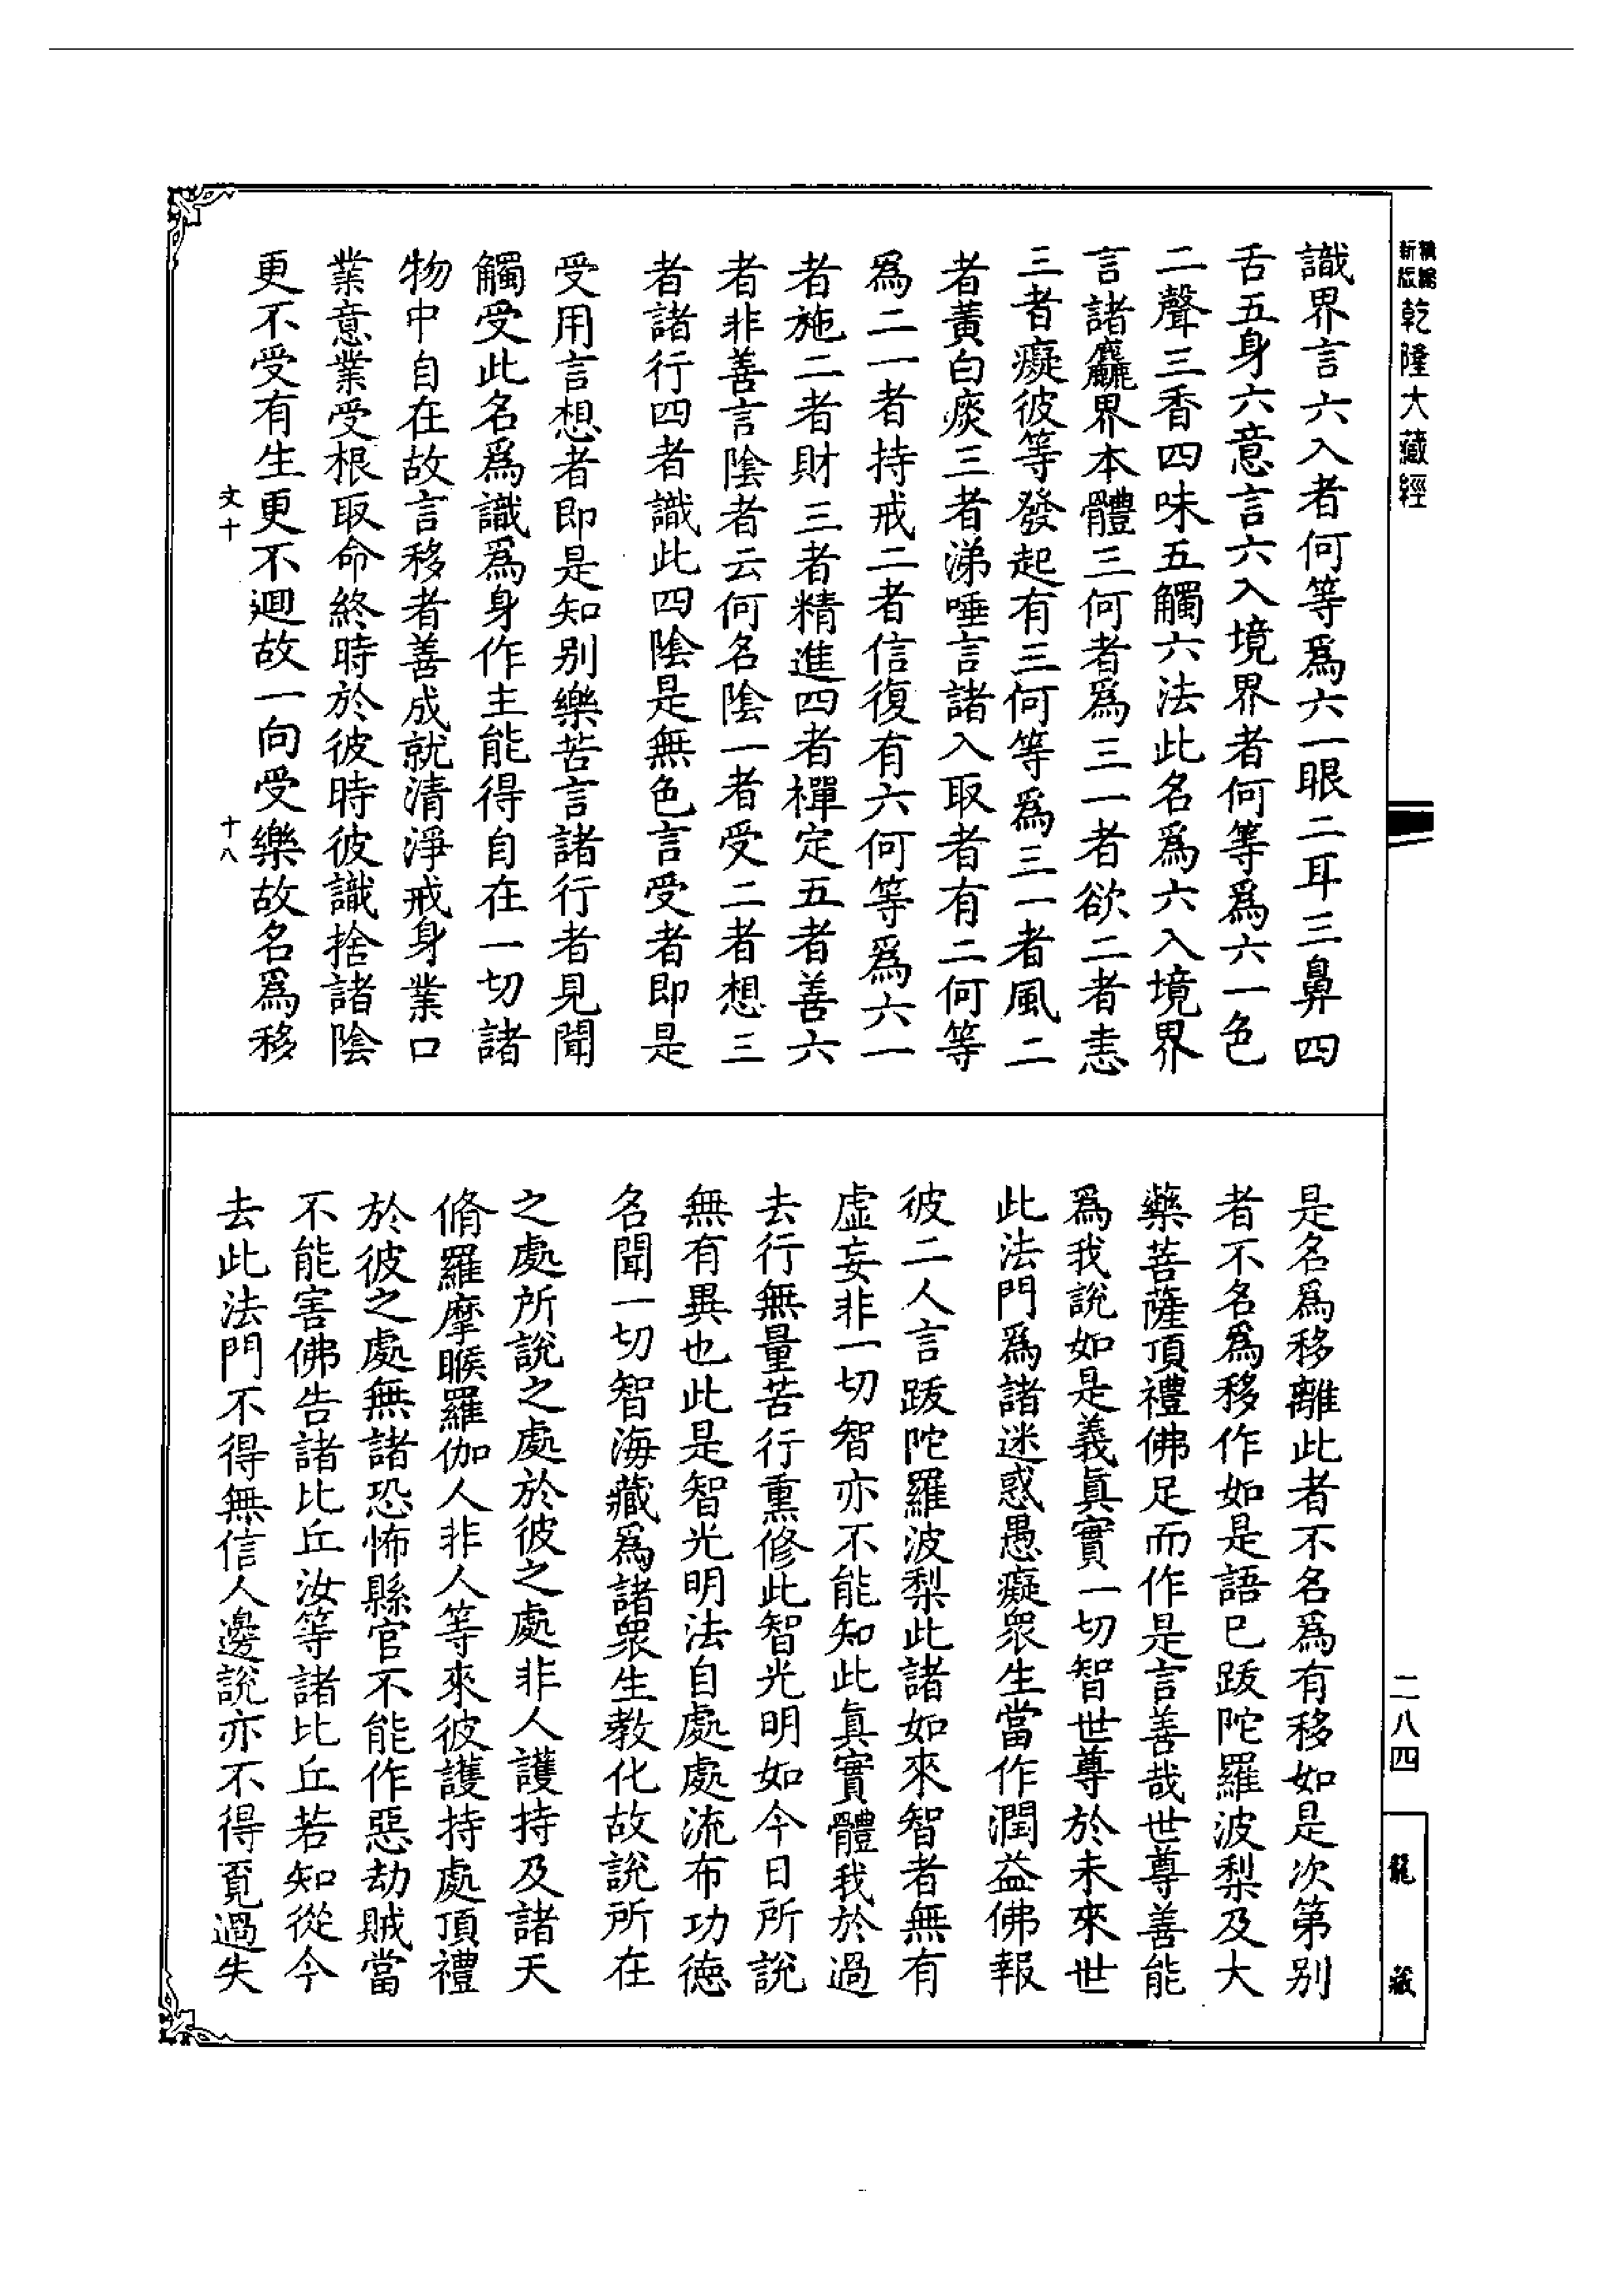 精編
新版
乾隆大藏經
識界言六入者何等爲六一眼二耳三鼻四
舌五身六意言六入境界者何等爲六一色
二聲三香四味五觸六法此名爲六入境界
言諸麤界本體三何者爲三一者欲二者恚
三者癡彼等發起有三何等爲三一者風二
者黃白痰三者涕唾言諸入取者有二何等
爲二一者持戒二者信復有六何等爲六一
者施二者財三者精進四者禪定五者善六
者非善言陰者云何名陰一者受二者想三
者諸行四者識此四陰是無色言受者即是
受用言想者即是知別樂苦言諸行者見聞
觸受此名爲識爲身作主能得自在一切諸
物中自在故言移者善成就清淨戒身業口
業意業受根取命終時於彼時彼識捨諸陰
更不受有生更不迴故一向受樂故名爲移
文十
十八
是名爲移離此者不名爲有移如是次第別
者不名爲移作如是語已跋陀羅波梨及大
藥菩薩頂禮佛足而作是言善哉世尊善能
爲我說如是義眞實一切智世尊於未來世
此法門爲諸迷惑愚癡衆生當作潤益佛報
彼二人言跋陀羅波梨此諸如來智者無有
虛妄非一切智亦不能知此眞實體我於過
去行無量苦行熏修此智光明如今日所說
無有異也此是智光明法自處處流布功德
名聞一切智海藏爲諸衆生教化故說所在
之處所說之處於彼之處非人護持及諸天
脩羅摩睺羅伽人非人等來彼護持處頂禮
於彼之處無諸恐怖縣官不能作惡劫賊當
不能害佛告諸比丘汝等諸比丘若知從今
去此法門不得無信人邊說亦不得覓過失
二八四
龍藏